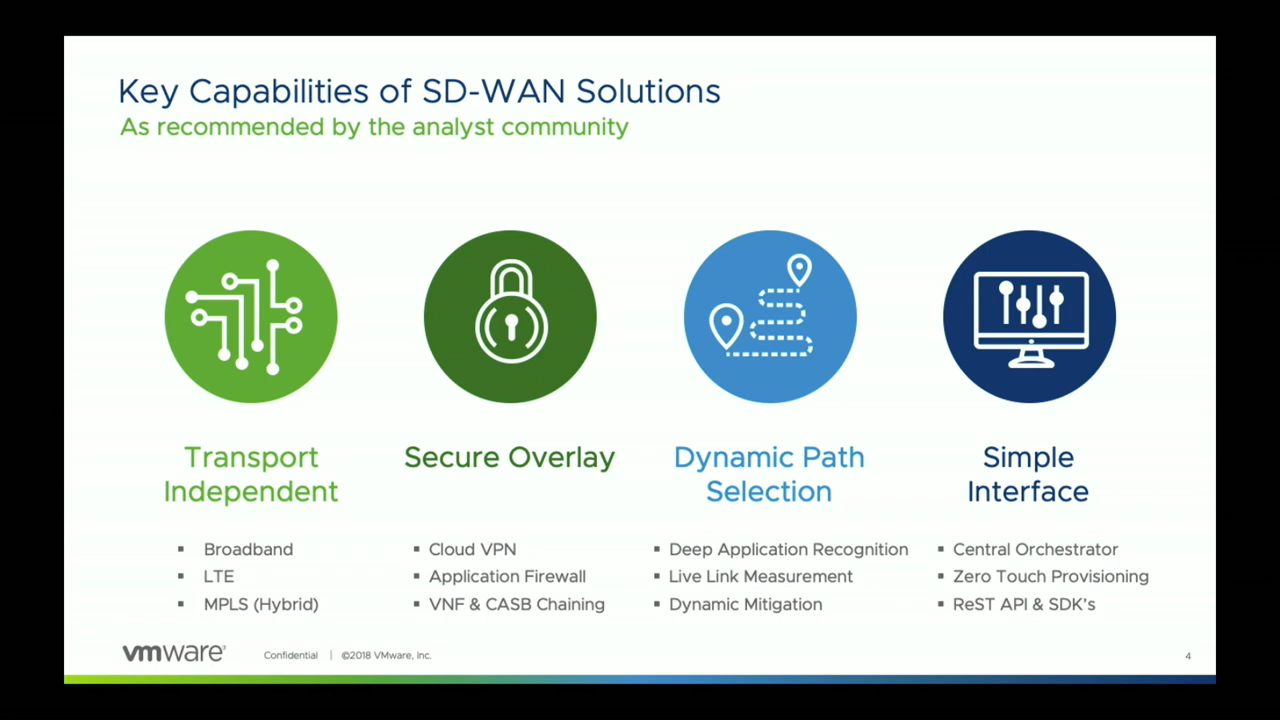 Key Capabilities of SD-WAN Solutions
As recommended by the analyst community
Transport
Independent
▪ Broadband
▪ LTE
▪ MPLS (Hybrid)
Secure Overlay
▪ Cloud VPN
▪ Application Firewall
▪ VNF & CASB Chaining
Dynamic Path
Selection
▪ Deep Application Recognition
▪ Live Link Measurement
▪ Dynamic Mitigation
Simple
Interface
▪ Central Orchestrator
▪ Zero Touch Provisioning
▪ ReST API & SDK's
vmware® Confidential | ©2018 VMware, Inc. 4